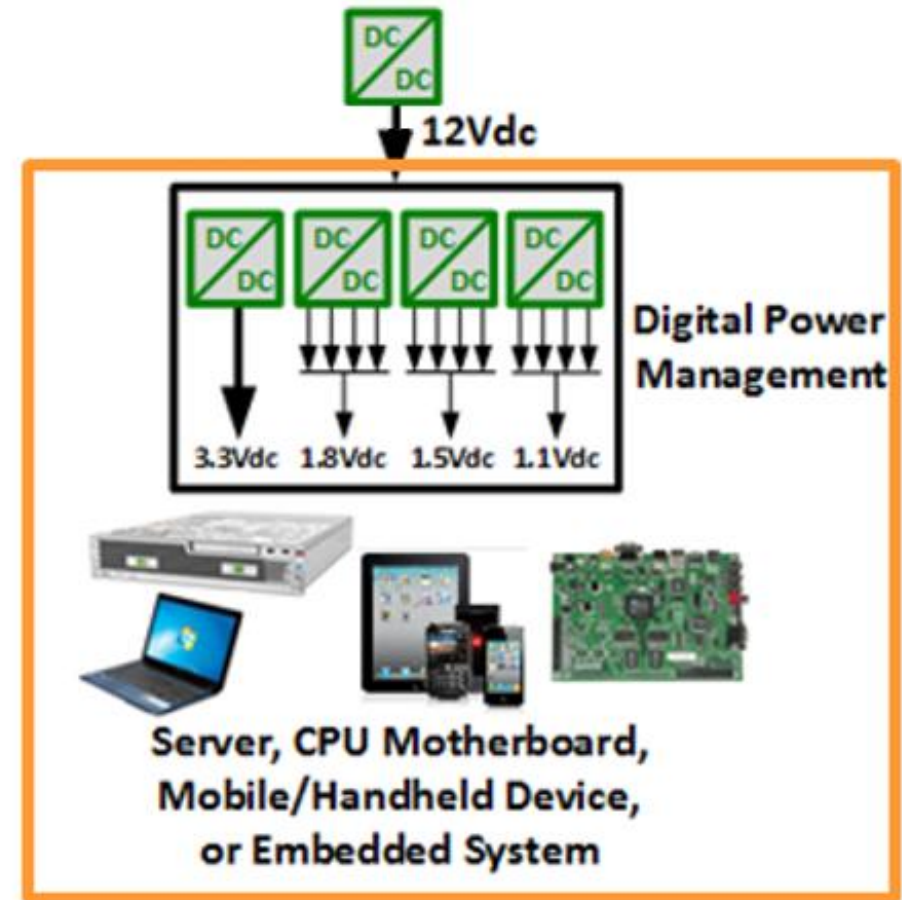 DC
DC
12Vdc
DC
DC
DC
DC
DC
DC
DC
DC
Digital Power
Management
3.3Vdc 1.8Vdc 1.5Vdc 1.1Vdc
Server, CPU Motherboard,
Mobile/Handheld Device,
or Embedded System